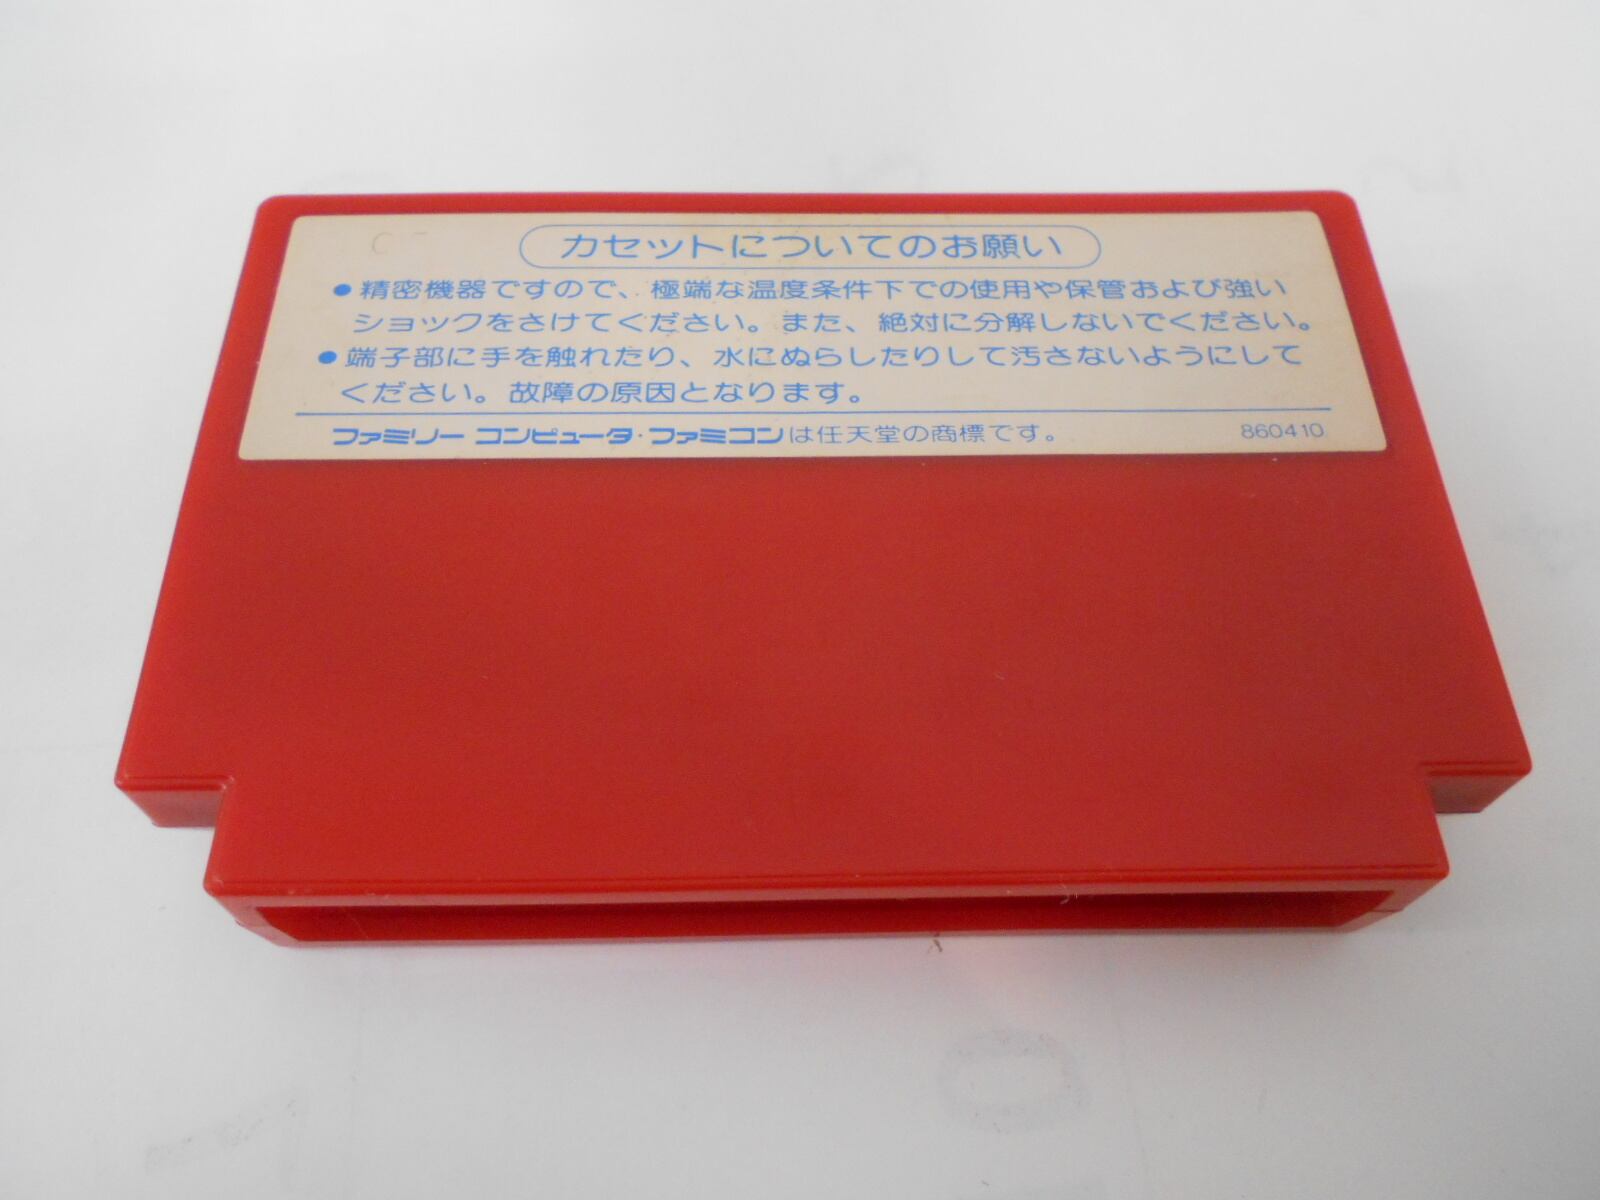 カセットについてのお願い
●精密機器ですので、極端な温度条件下での使用や保管および強い
ショックをさけてください。また、絶対に分解しないでください。
●端子部に手を触れたり、水にぬらしたりして汚さないようにして
ください。故障の原因となります。
ファミリー コンピュータ・ファミコンは任天堂の商標です。 860410